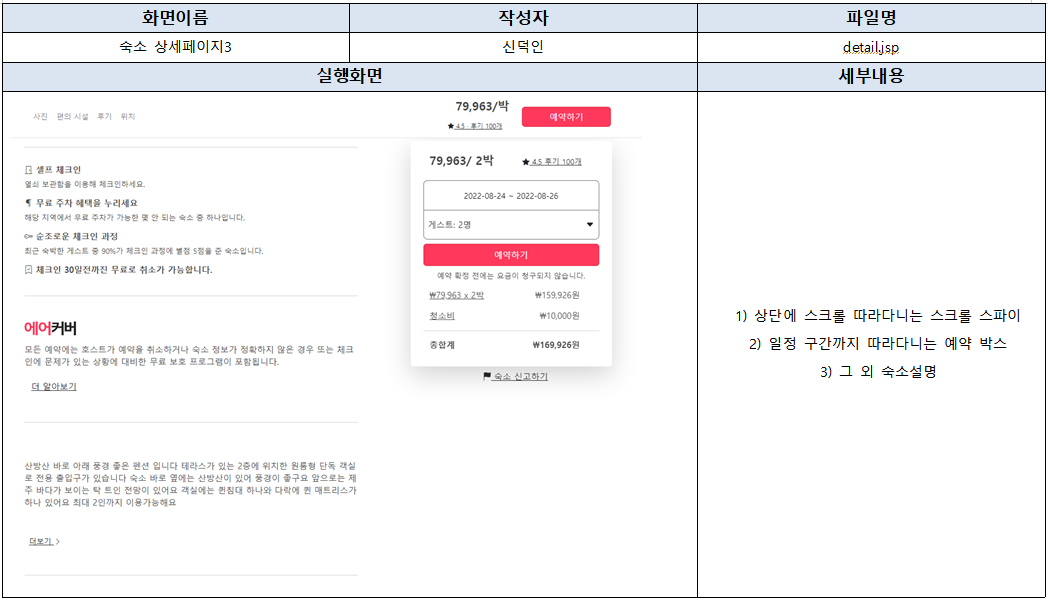 화면이름 작성자 파일명
숙소 상세페이지3 신덕인 detail.jsp
실행화면 세부내용
사진 편의 시설 후기 위치
79,963/박
★ 4.5 · 후기 100개
예약하기
셀프 체크인
열쇠 보관함을 이용해 체크인하세요.
무료 주차 혜택을 누리세요
해당 지역에서 무료 주차가 가능한 몇 안 되는 숙소 중 하나입니다.
순조로운 체크인 과정
최근 숙박한 게스트 중 90%가 체크인 과정에 별점 5점을 준 숙소입니다.
체크인 30일전까진 무료로 취소가 가능합니다.
에어커버
모든 예약에는 호스트가 예약을 취소하거나 숙소 정보가 정확하지 않은 경우 또는 체크
인에 문제가 있는 상황에 대비한 무료 보호 프로그램이 포함됩니다.
더 알아보기
산방산 바로 아래 풍경 좋은 펜션 입니다 테라스가 있는 2층에 위치한 원룸형 단독 객실
로 전용 출입구가 있습니다 숙소 바로 옆에는 산방산이 있어 풍경이 좋구요 앞으로는 제
주 바다가 보이는 탁 트인 전망이 있어요 객실에는 퀸침대 하나와 다락에 퀸 매트리스가
하나 있어요 최대 2인까지 이용가능해요
더보기 >
79,963/ 2박 ★ 4.5 후기 100개
2022-08-24 ~ 2022-08-26
게스트: 2명
예약하기
예약 확정 전에는 요금이 청구되지 않습니다.
₩79,963 x 2박 ₩159,926원
청소비 ₩10,000원
총합계 ₩169,926원
숙소 신고하기
1) 상단에 스크롤 따라다니는 스크롤 스파이
2) 일정 구간까지 따라다니는 예약 박스
3) 그 외 숙소설명